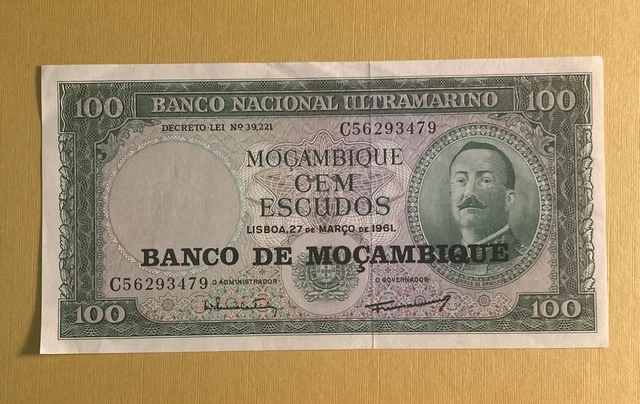 100 BANCO NACIONAL ULTRAMARINO 100
DECRETO-LEI Nº 39,221 C56293479
MOÇAMBIQUE
CEM
ESCUDOS
LISBOA, 27 DE MARÇO DE 1961.
BANCO DE MOÇAMBIQUE
C56293479 O ADMINISTRADOR O GOVERNADOR
100 100